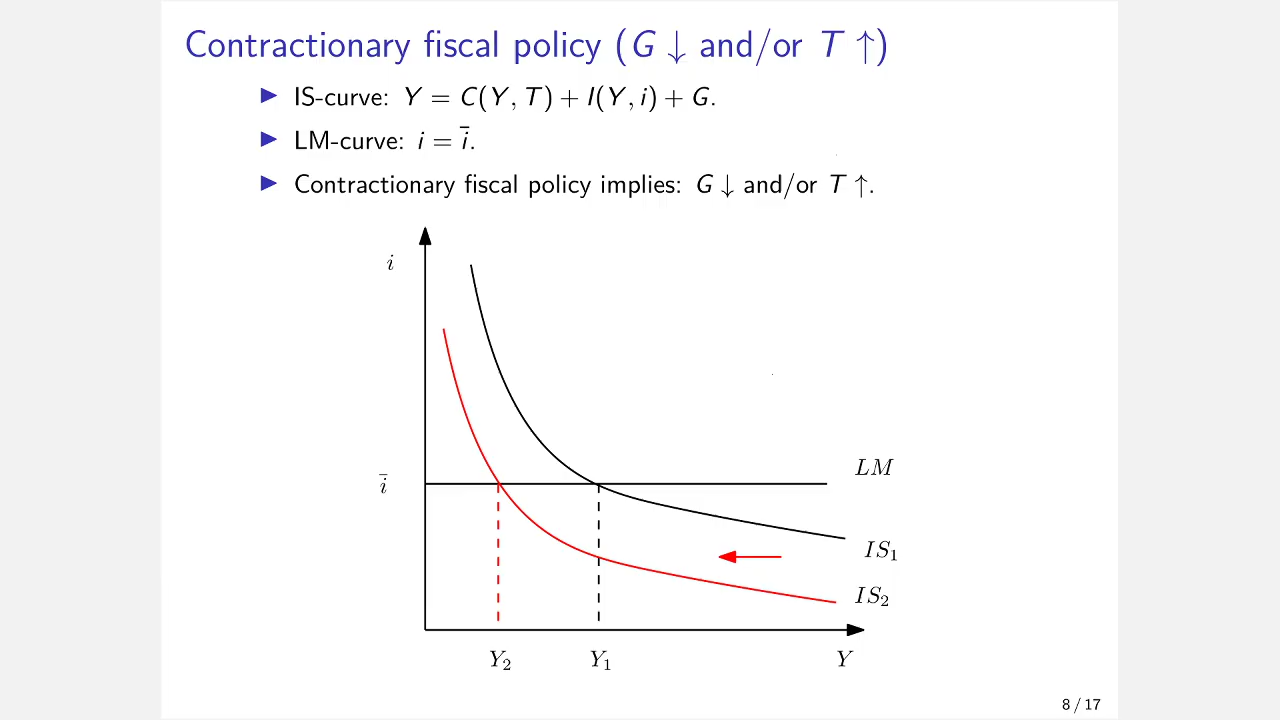 Contractionary fiscal policy (G ↓ and/or T ↑)
▶ IS-curve: Y = C(Y, T) + I(Y, i) + G.
▶ LM-curve: i = i̅.
▶ Contractionary fiscal policy implies: G ↓ and/or T ↑.
i
LM
i̅
IS₁
IS₂
Y₂ Y₁ Y
8 / 17